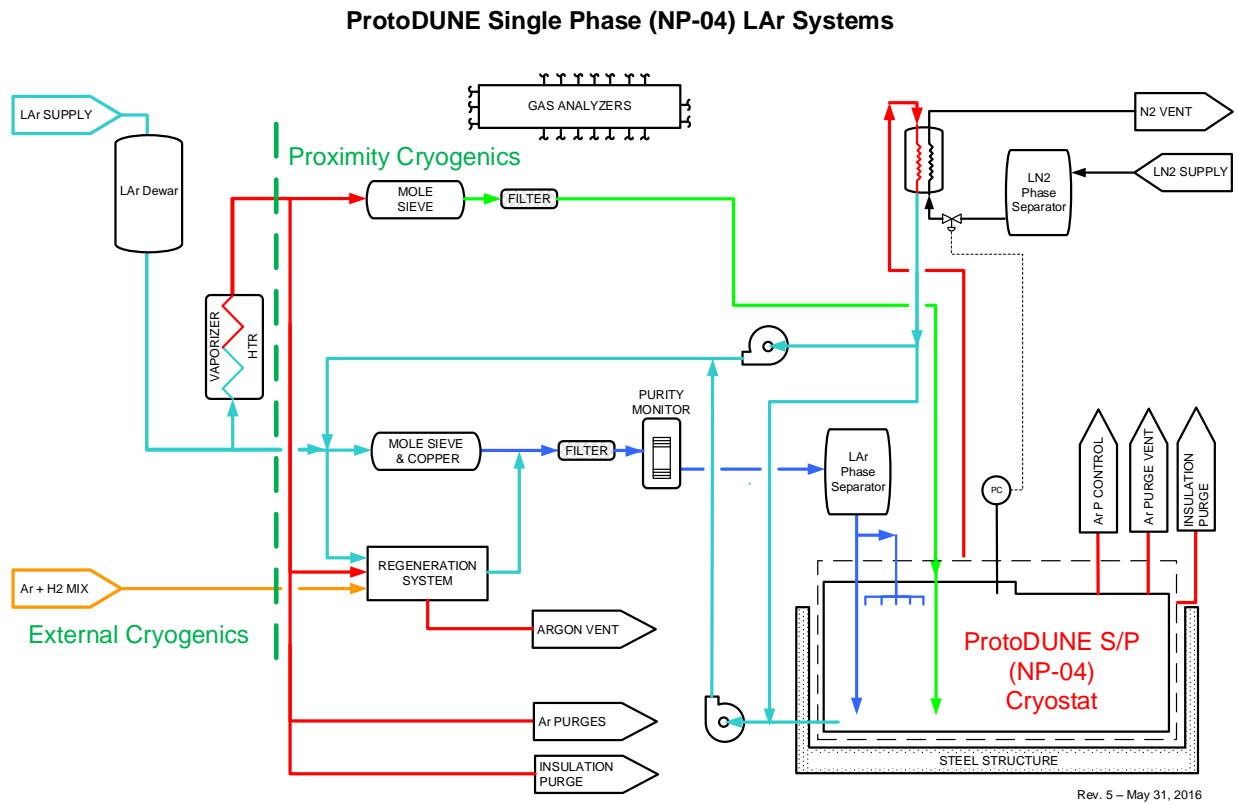 ProtoDUNE Single Phase (NP-04) LAr Systems
LAr SUPPLY
GAS ANALYZERS
N2 VENT
Proximity Cryogenics
LN2
Phase
Separator
LN2 SUPPLY
LAr Dewar
MOLE
SIEVE
FILTER
VAPORIZER
HTR
PURITY
MONITOR
MOLE SIEVE
& COPPER
FILTER
LAr
Phase
Separator
PC
Ar P CONTROL
Ar PURGE VENT
INSULATION
PURGE
REGENERATION
SYSTEM
Ar + H2 MIX
External Cryogenics
ARGON VENT
ProtoDUNE S/P
(NP-04)
Cryostat
Ar PURGES
INSULATION
PURGE
STEEL STRUCTURE
Rev. 5 – May 31, 2016